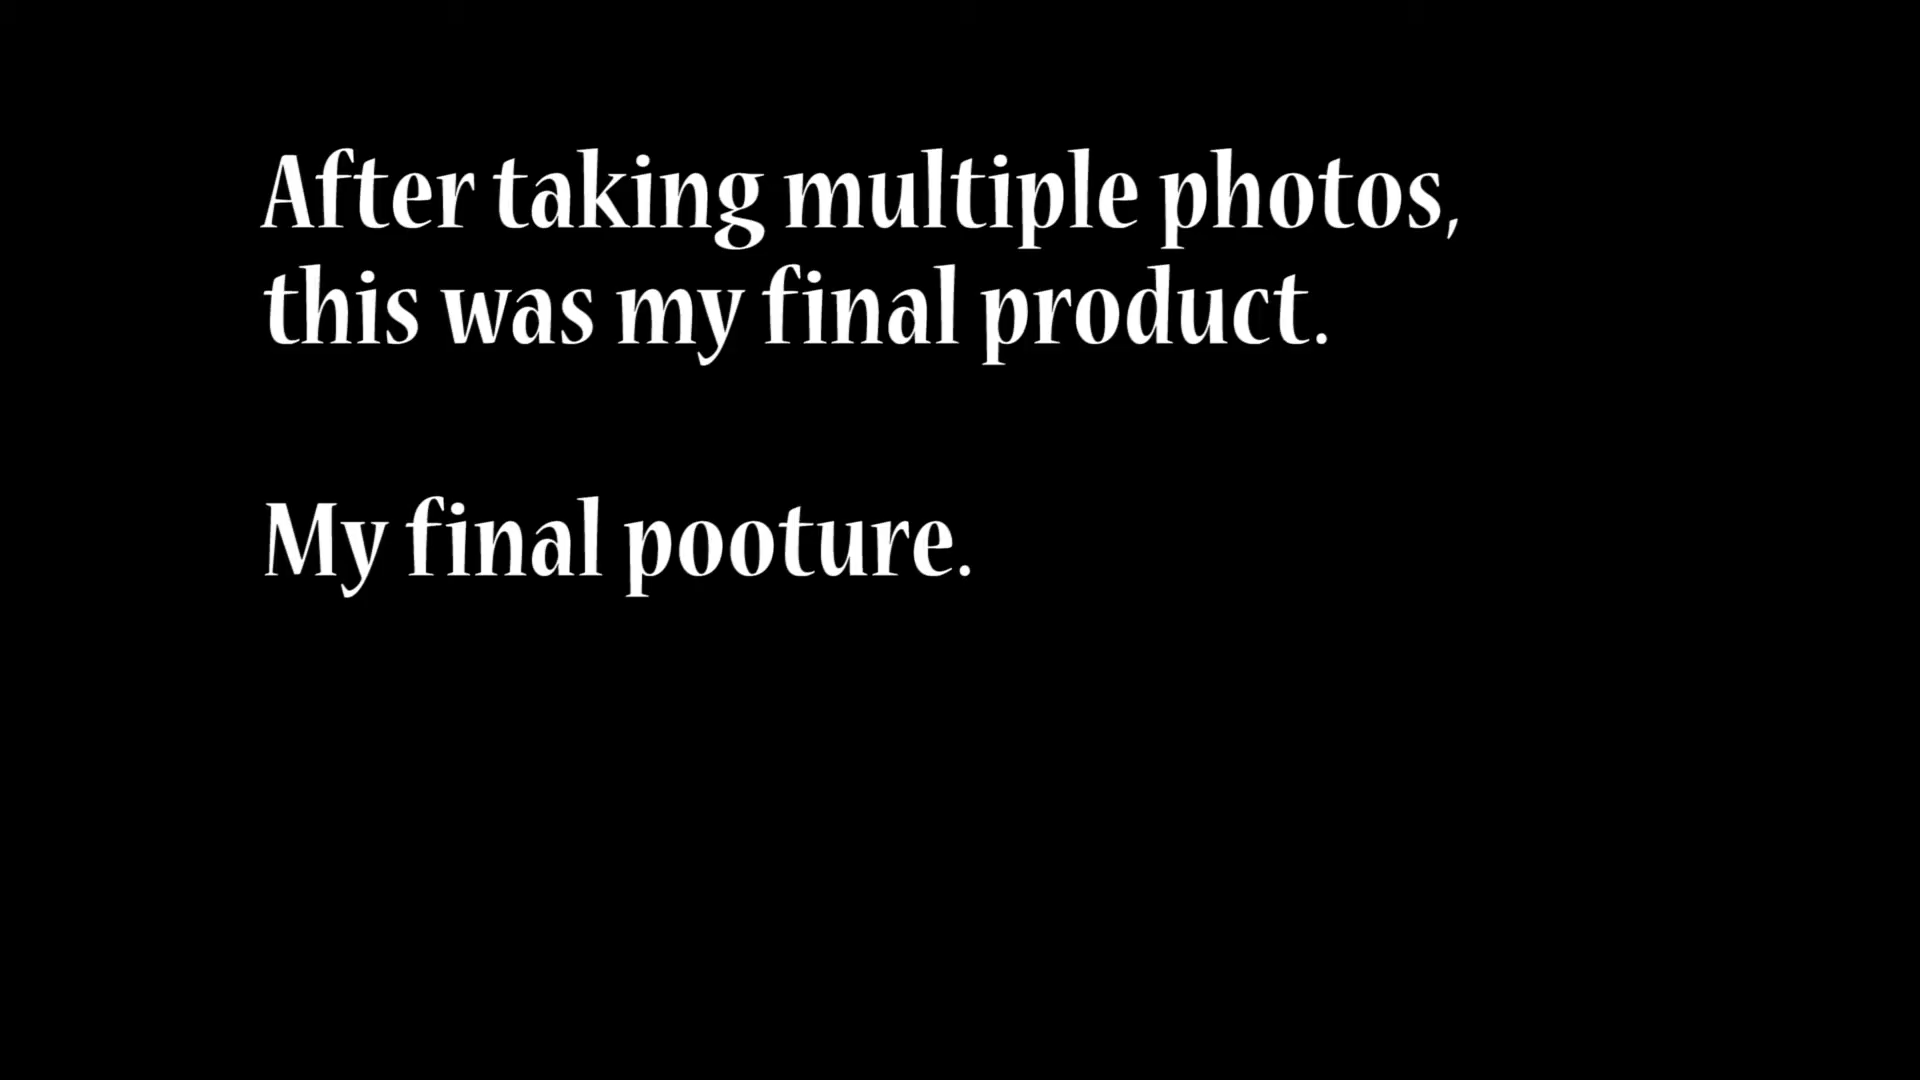 After taking multiple photos,
this was my final product.
My final pooture.